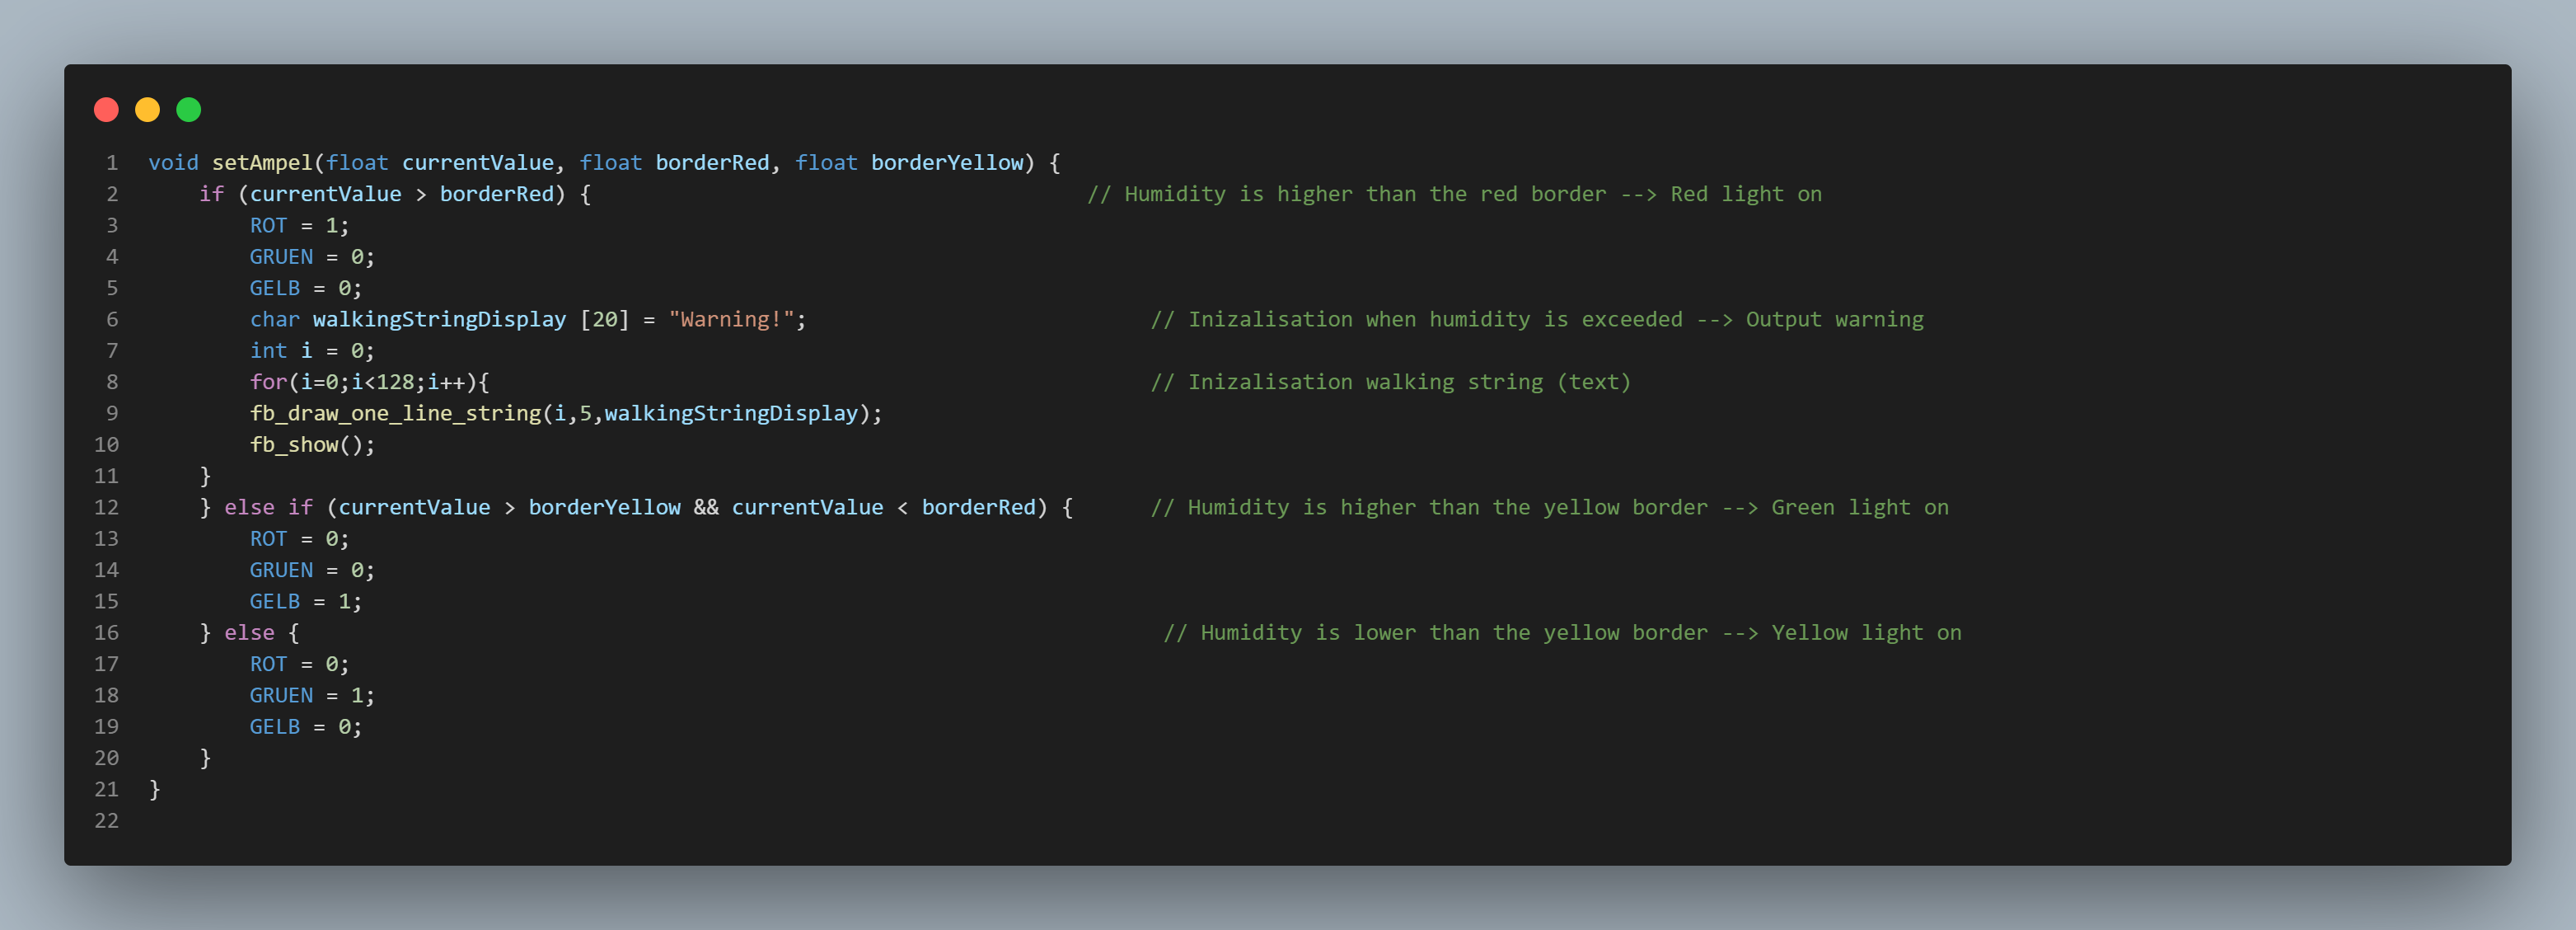 1 void setAmpel(float currentValue, float borderRed, float borderYellow) {
2     if (currentValue > borderRed) {                                       // Humidity is higher than the red border --> Red light on
3         ROT = 1;
4         GRUEN = 0;
5         GELB = 0;
6         char walkingStringDisplay [20] = "Warning!";                           // Inizalisation when humidity is exceeded --> Output warning
7         int i = 0;
8         for(i=0;i<128;i++){                                                    // Inizalisation walking string (text)
9         fb_draw_one_line_string(i,5,walkingStringDisplay);
10         fb_show();
11     }
12     } else if (currentValue > borderYellow && currentValue < borderRed) {      // Humidity is higher than the yellow border --> Green light on
13         ROT = 0;
14         GRUEN = 0;
15         GELB = 1;
16     } else {                                                                    // Humidity is lower than the yellow border --> Yellow light on
17         ROT = 0;
18         GRUEN = 1;
19         GELB = 0;
20     }
21 }
22